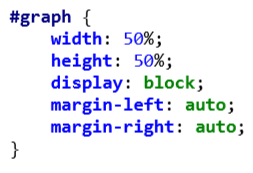 #graph {
    width: 50%;
    height: 50%;
    display: block;
    margin-left: auto;
    margin-right: auto;
}